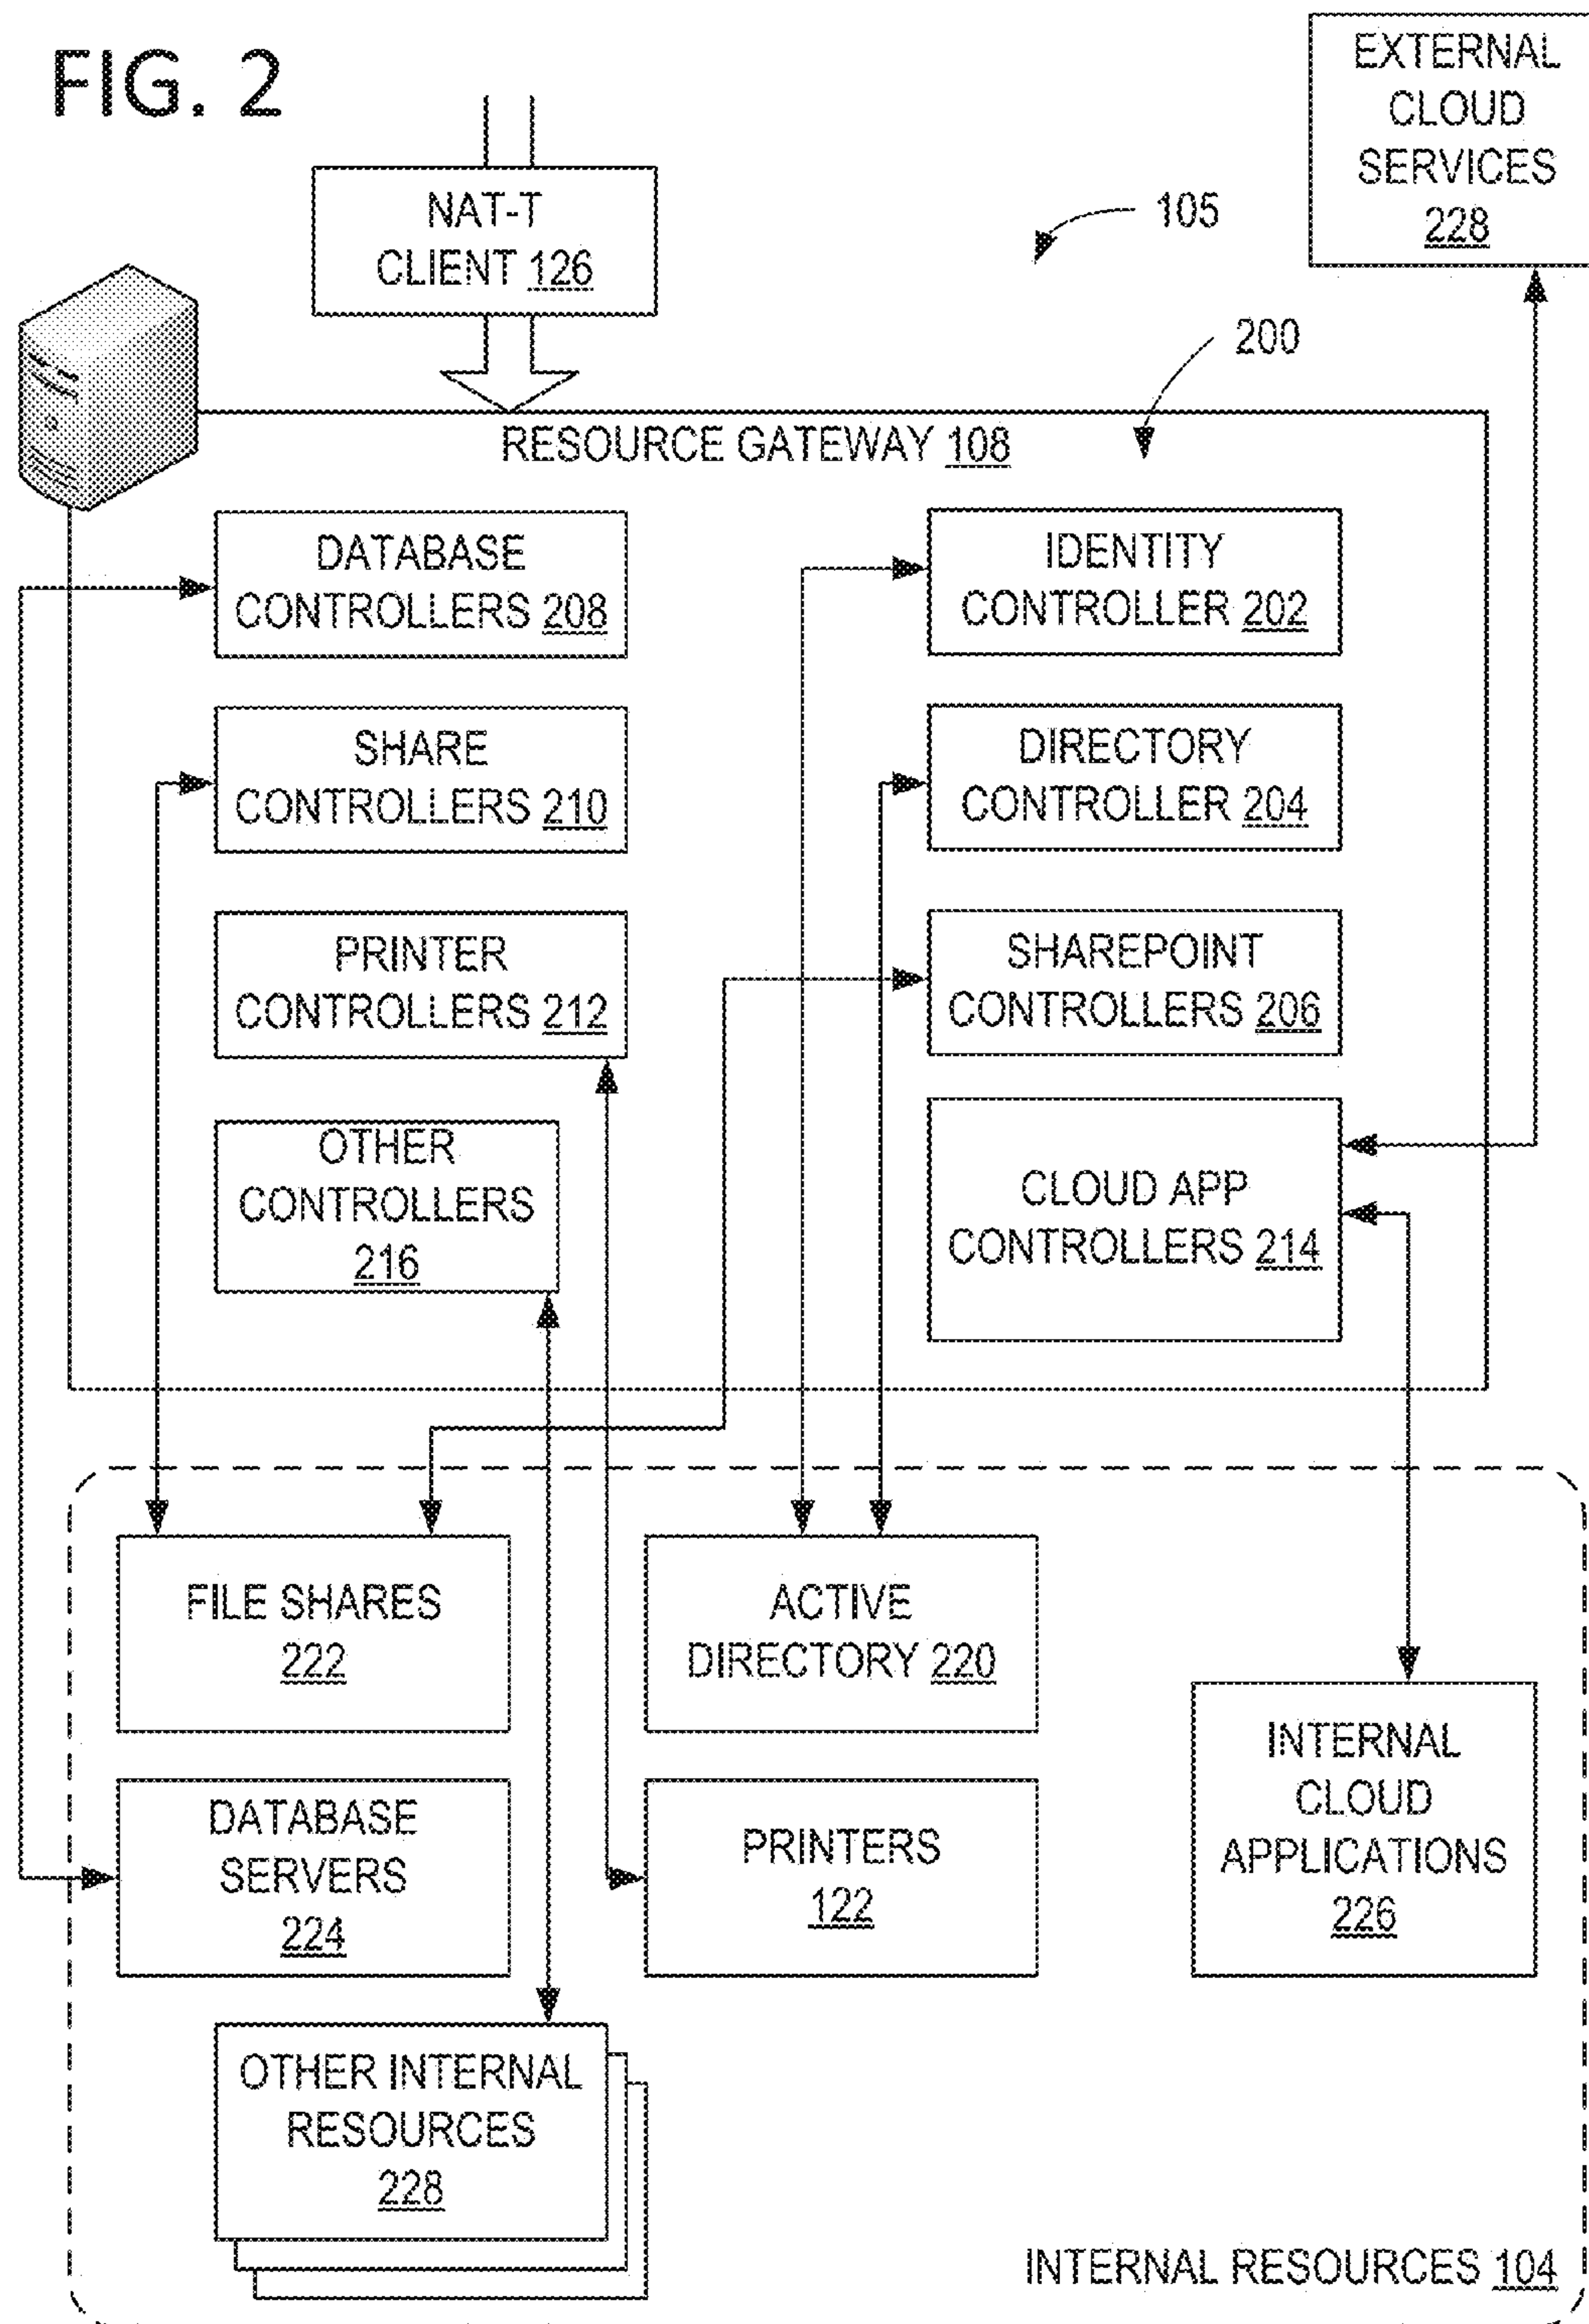 FIG. 2
EXTERNAL
CLOUD
SERVICES
228
NAT-T
CLIENT 126
105
200
RESOURCE GATEWAY 108
DATABASE
CONTROLLERS 208
IDENTITY
CONTROLLER 202
SHARE
CONTROLLERS 210
DIRECTORY
CONTROLLER 204
PRINTER
CONTROLLERS 212
SHAREPOINT
CONTROLLERS 206
OTHER
CONTROLLERS
216
CLOUD APP
CONTROLLERS 214
FILE SHARES
222
ACTIVE
DIRECTORY 220
INTERNAL
CLOUD
APPLICATIONS
226
DATABASE
SERVERS
224
PRINTERS
122
OTHER INTERNAL
RESOURCES
228
INTERNAL RESOURCES 104